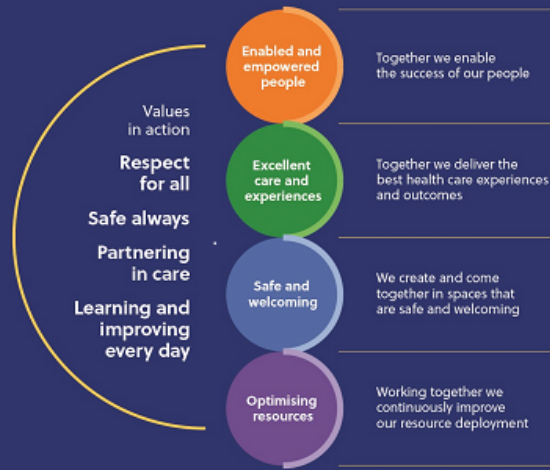 Values
in action
Respect
for all
Safe always
Partnering
in care
Learning and
improving
every day
Enabled and
empowered
people
Together we enable
the success of our people
Excellent
care and
experiences
Together we deliver the
best health care experiences
and outcomes
Safe and
welcoming
We create and come
together in spaces that
are safe and welcoming
Optimising
resources
Working together we
continuously improve
our resource deployment